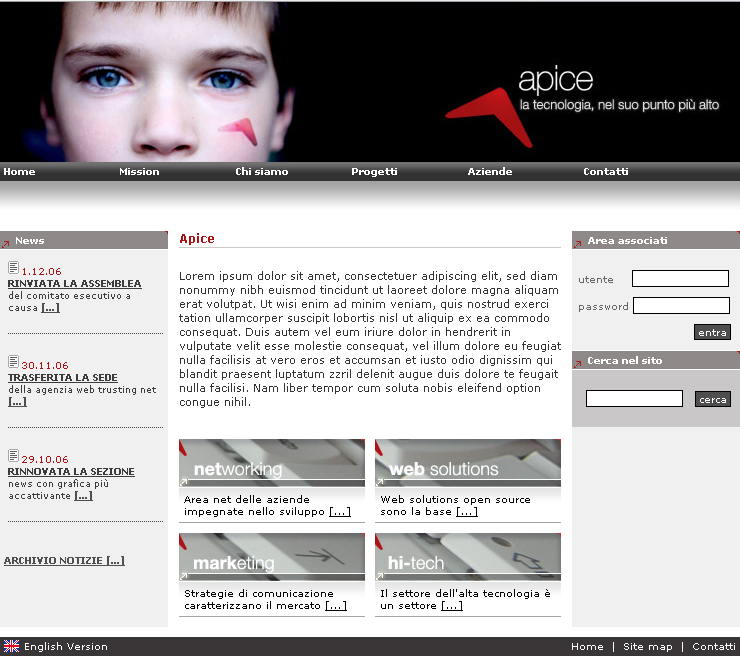 apice
la tecnologia, nel suo punto più alto
Home Mission Chi siamo Progetti Aziende Contatti
News
1.12.06
RINVIATA LA ASSEMBLEA
del comitato esecutivo a
causa [...]
30.11.06
TRASFERITA LA SEDE
della agenzia web trusting net
[...]
29.10.06
RINNOVATA LA SEZIONE
news con grafica più
accattivante [...]
ARCHIVIO NOTIZIE [...]
Apice
Lorem ipsum dolor sit amet, consectetuer adipiscing elit, sed diam
nonummy nibh euismod tincidunt ut laoreet dolore magna aliquam
erat volutpat. Ut wisi enim ad minim veniam, quis nostrud exerci
tation ullamcorper suscipit lobortis nisl ut aliquip ex ea commodo
consequat. Duis autem vel eum iriure dolor in hendrerit in
vulputate velit esse molestie consequat, vel illum dolore eu feugiat
nulla facilisis at vero eros et accumsan et iusto odio dignissim qui
blandit praesent luptatum zzril delenit augue duis dolore te feugait
nulla facilisi. Nam liber tempor cum soluta nobis eleifend option
congue nihil.
networking
Area net delle aziende
impegnate nello sviluppo [...]
web solutions
Web solutions open source
sono la base [...]
marketing
Strategie di comunicazione
caratterizzano il mercato [...]
hi-tech
Il settore dell'alta tecnologia è
un settore [...]
Area associati
utente
password
entra
Cerca nel sito
cerca
English Version
Home | Site map | Contatti